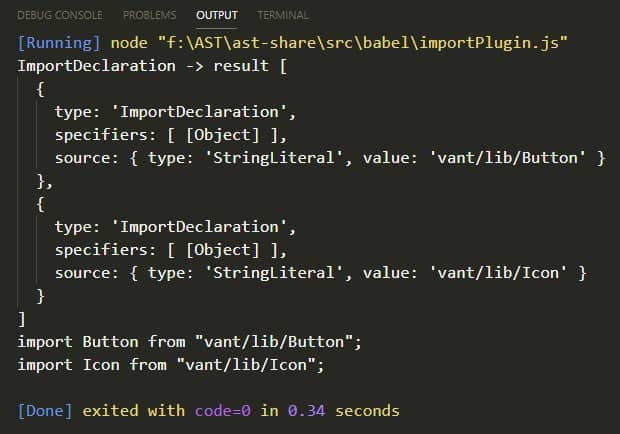 DEBUG CONSOLE PROBLEMS OUTPUT TERMINAL
[Running] node "f:\AST\ast-share\src\babel\importPlugin.js"
ImportDeclaration -> result [
  {
    type: 'ImportDeclaration',
    specifiers: [ [Object] ],
    source: { type: 'StringLiteral', value: 'vant/lib/Button' }
  },
  {
    type: 'ImportDeclaration',
    specifiers: [ [Object] ],
    source: { type: 'StringLiteral', value: 'vant/lib/Icon' }
  }
]
import Button from "vant/lib/Button";
import Icon from "vant/lib/Icon";
[Done] exited with code=0 in 0.34 seconds